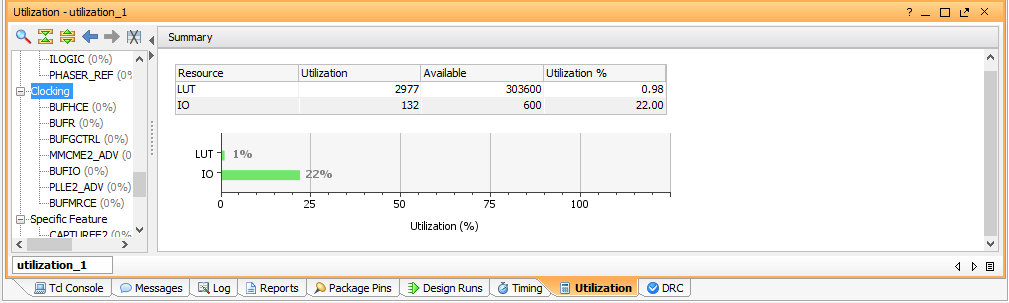 Utilization - utilization_1
Summary
ILOGIC (0%)
PHASER_REF (0%
Clocking
BUFHCE (0%)
BUFR (0%)
BUFGCTRL (0%)
MMCME2_ADV (0
BUFIO (0%)
PLLE2_ADV (0%)
BUFMRCE (0%)
Specific Feature
CAPTUREE2 (0%)
Resource Utilization Available Utilization %
LUT 2977 303600 0.98
IO 132 600 22.00
LUT 1%
IO 22%
0 25 50 75 100
Utilization (%)
utilization_1
Tcl Console Messages Log Reports Package Pins Design Runs Timing Utilization DRC